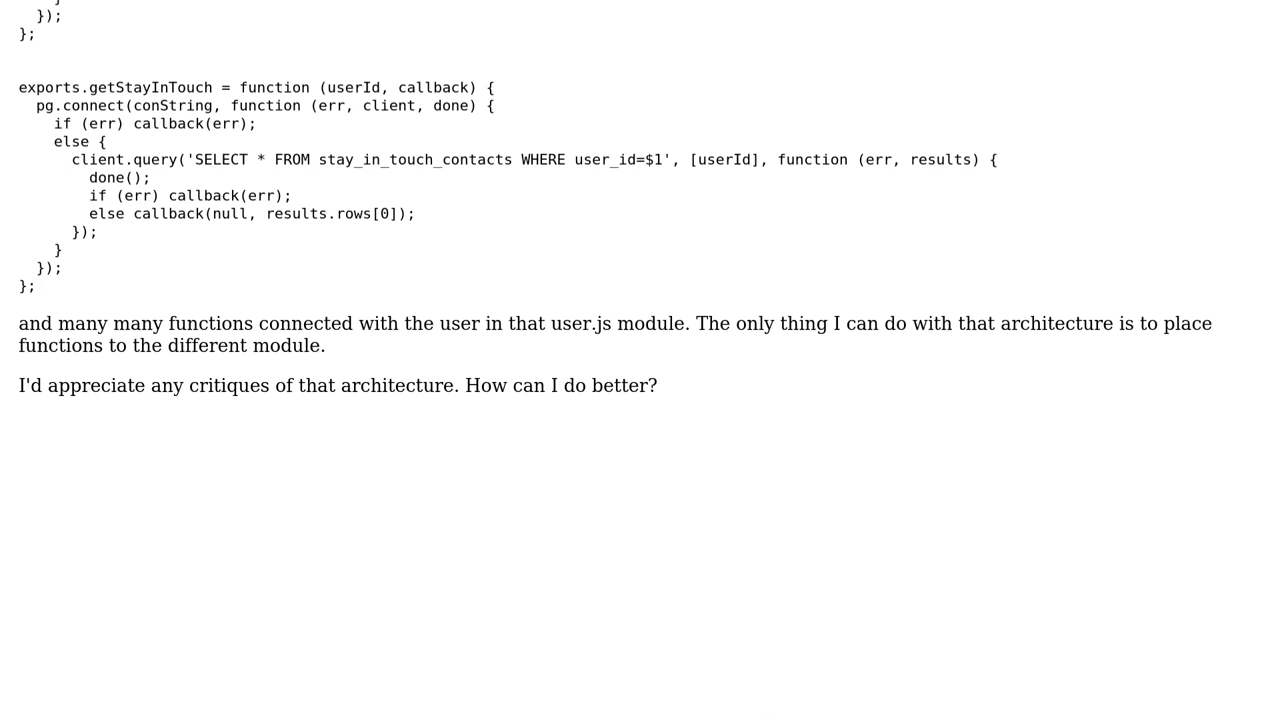 });
};
exports.getStayInTouch = function (userId, callback) {
  pg.connect(conString, function (err, client, done) {
    if (err) callback(err);
    else {
      client.query('SELECT * FROM stay_in_touch_contacts WHERE user_id=$1', [userId], function (err, results) {
        done();
        if (err) callback(err);
        else callback(null, results.rows[0]);
      });
    }
  });
};
and many many functions connected with the user in that user.js module. The only thing I can do with that architecture is to place
functions to the different module.
I'd appreciate any critiques of that architecture. How can I do better?